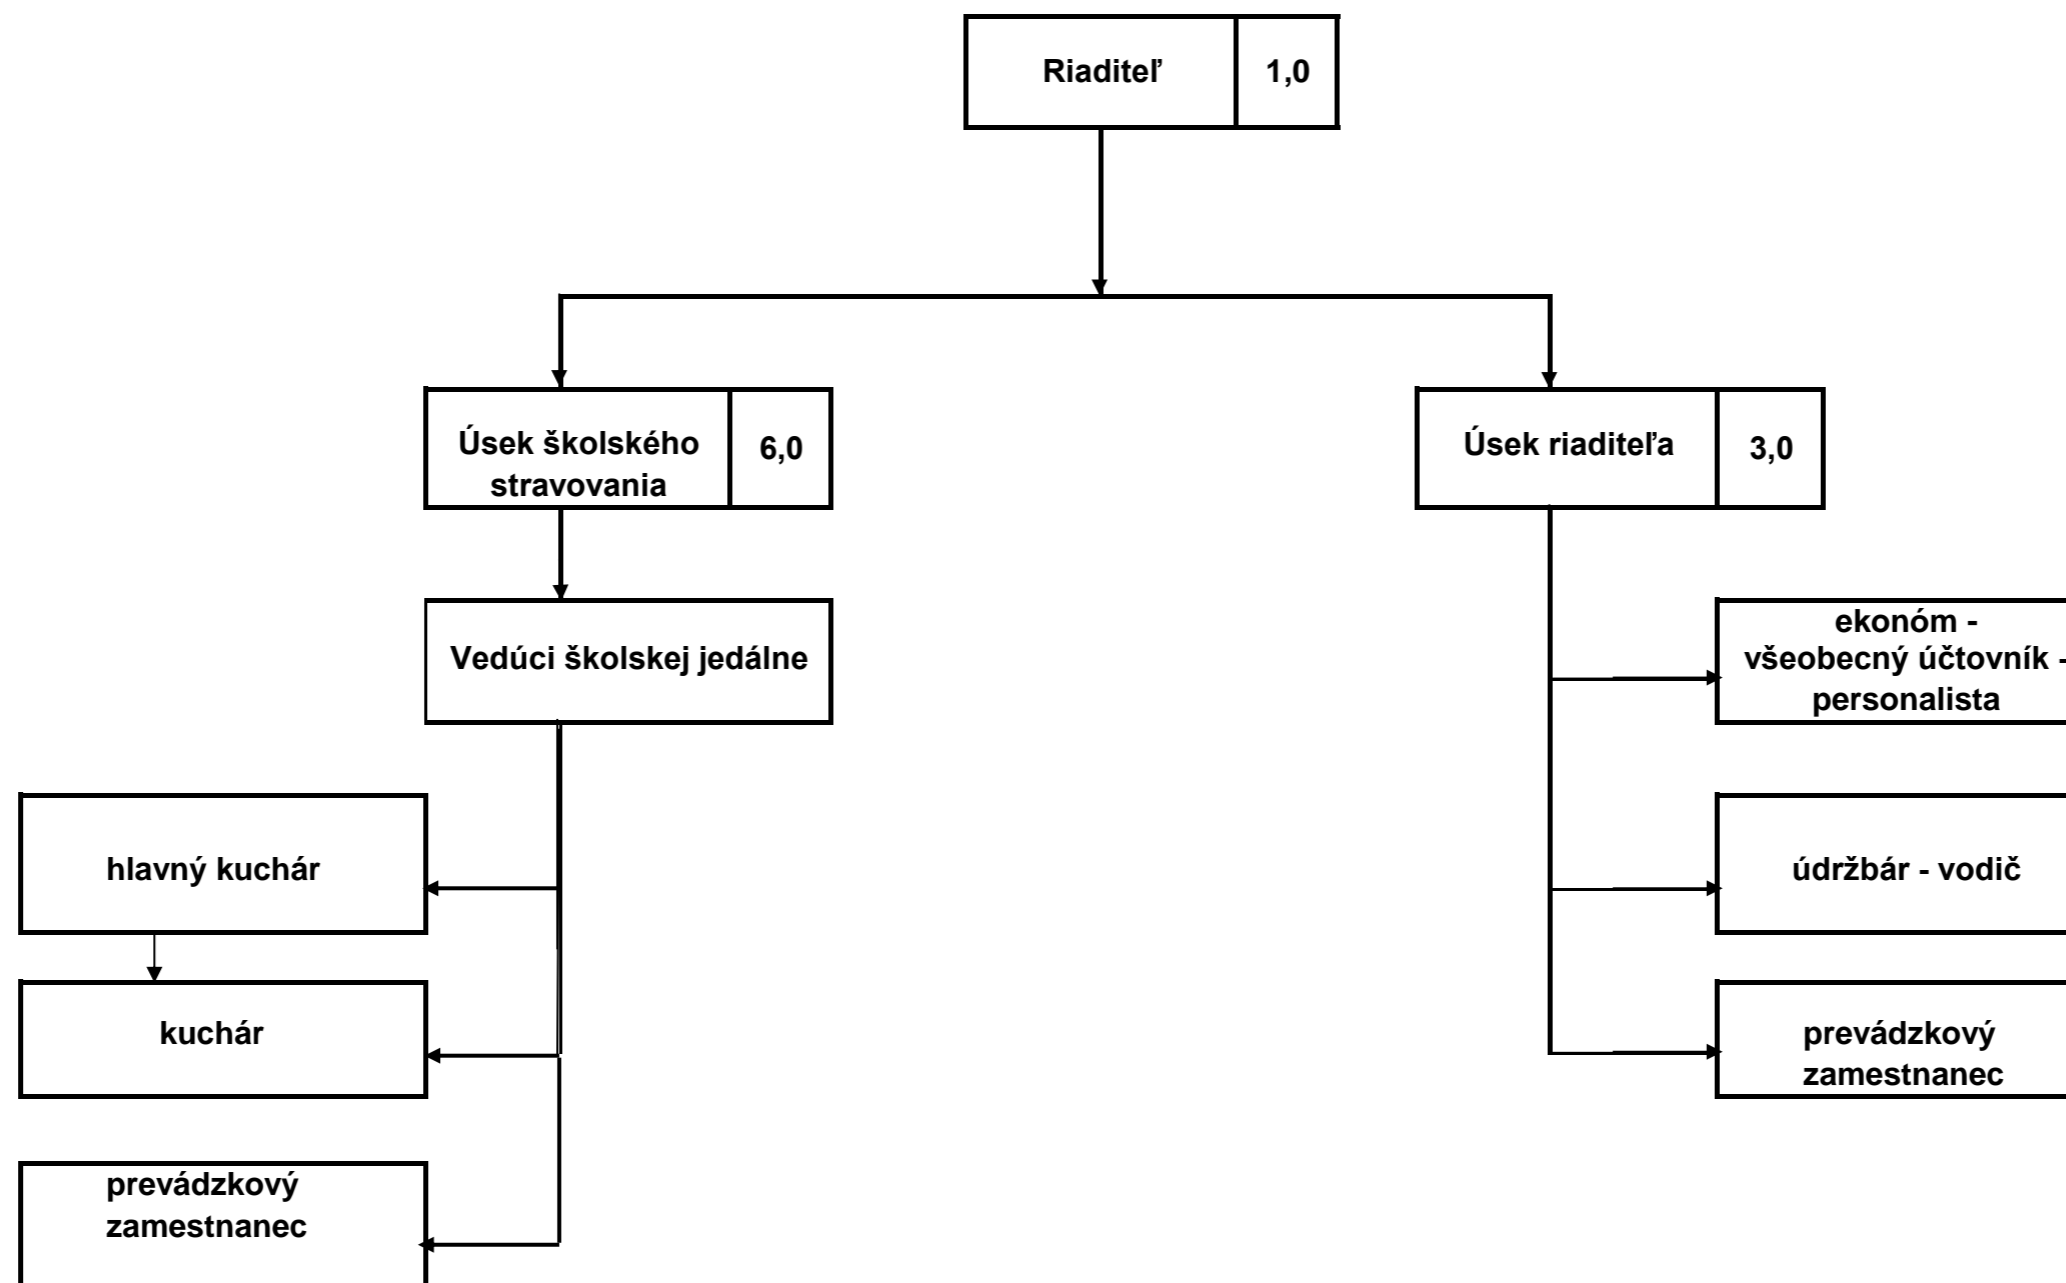 Riaditeľ 1,0
Úsek školského
stravovania
6,0
Úsek riaditeľa 3,0
Vedúci školskej jedálne
ekonóm -
všeobecný účtovník -
personalista
hlavný kuchár
údržbár - vodič
kuchár
prevádzkový
zamestnanec
prevádzkový
zamestnanec